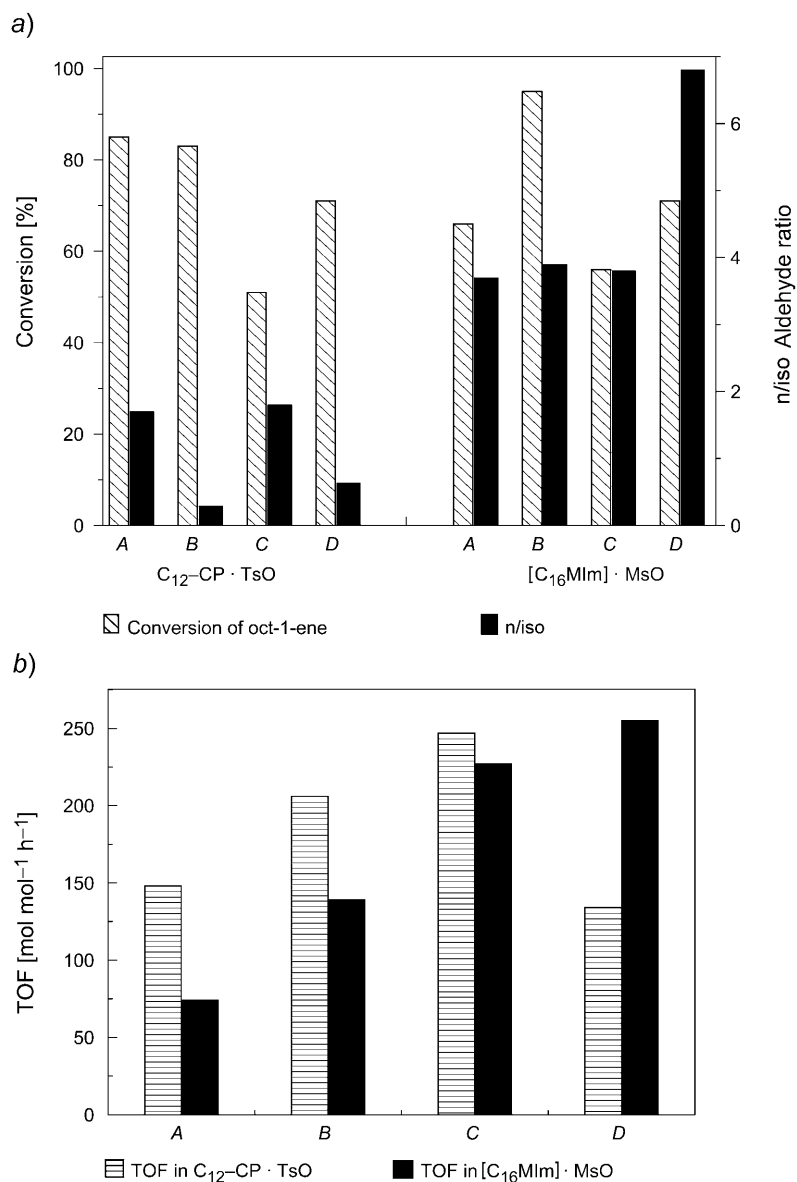 a)
100
80
60
40
20
0
Conversion [%]
6
4
2
0
n/iso Aldehyde ratio
A B C D A B C D
C12–CP · TsO [C16MIm] · MsO
Conversion of oct-1-ene n/iso
b)
250
200
150
100
50
0
TOF [mol mol–1 h–1]
A B C D
TOF in C12–CP · TsO TOF in [C16MIm] · MsO